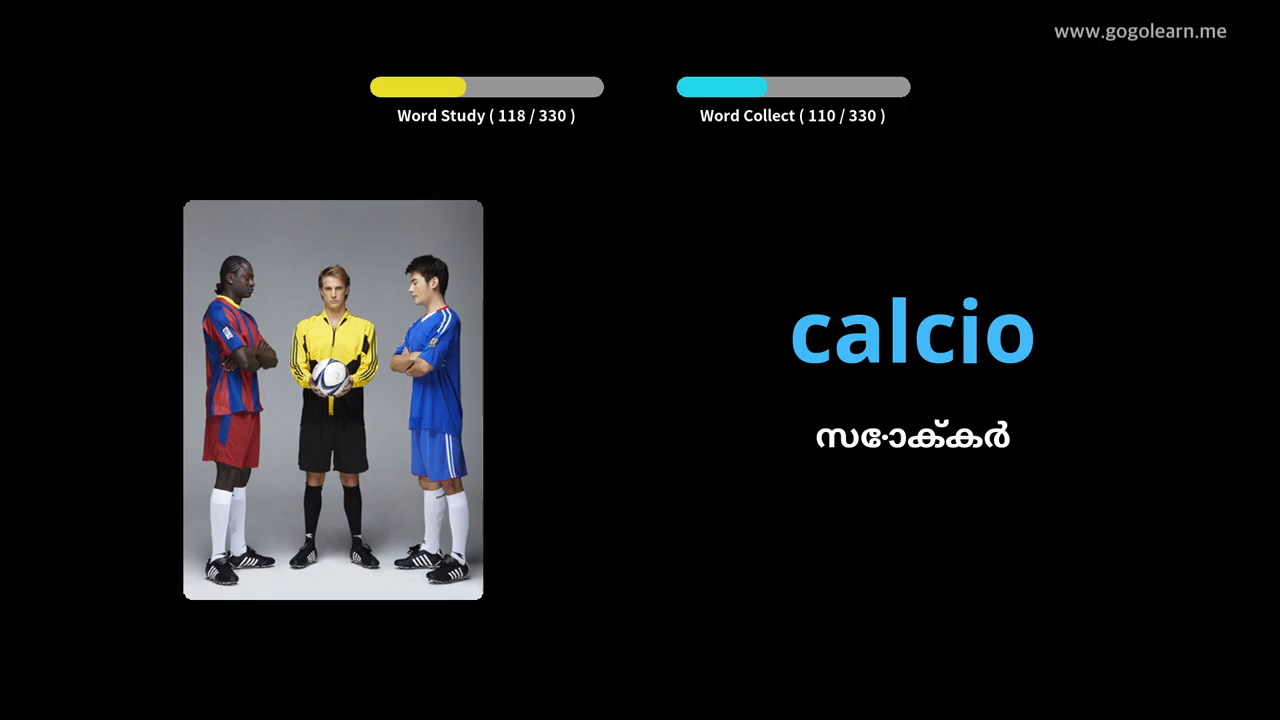 www.gogolearn.me
Word Study ( 118 / 330 )
Word Collect ( 110 / 330 )
calcio
സോക്കർ